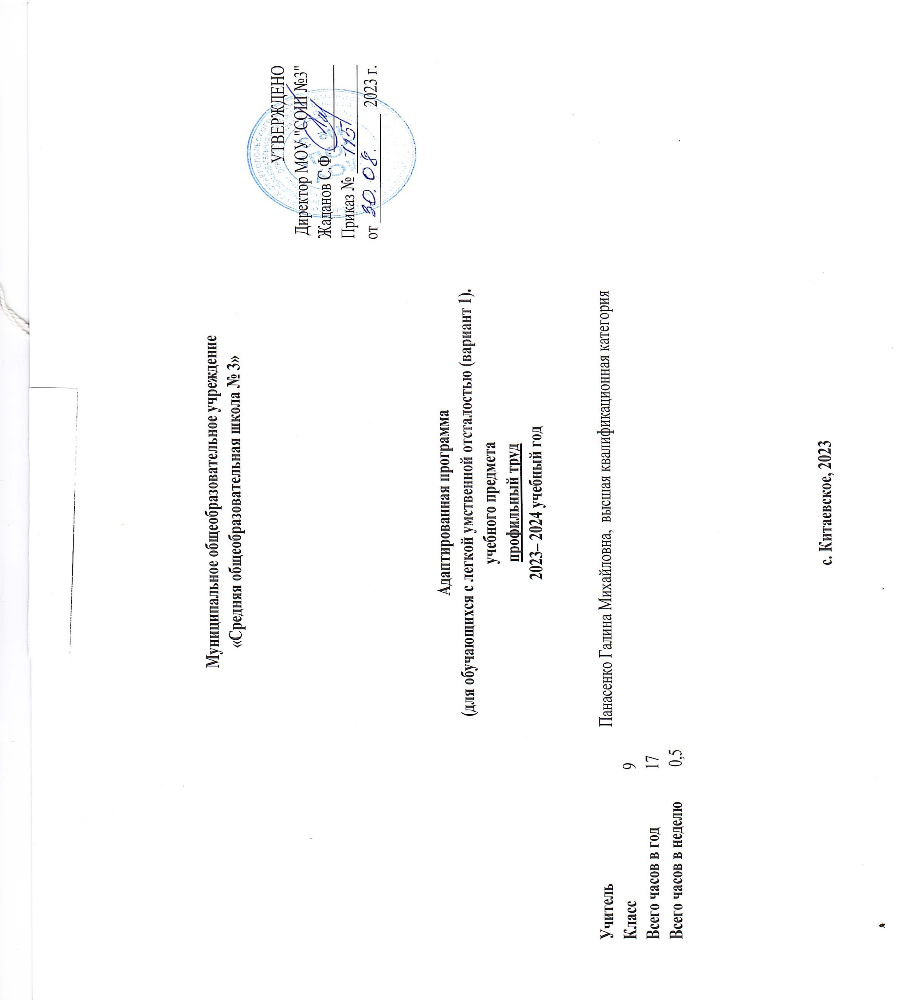 Муниципальное общеобразовательное учреждение
«Средняя общеобразовательная школа № 3»
УТВЕРЖДЕНО
Директор МОУ "СОШ №3"
Жаданов С.Ф.
Приказ №
от 30.08. 2023 г.
Адаптированная программа
(для обучающихся с легкой умственной отсталостью (вариант 1).
учебного предмета
профильный труд
2023– 2024 учебный год
Учитель Панасенко Галина Михайловна, высшая квалификационная категория
Класс 9
Всего часов в год 17
Всего часов в неделю 0,5
с. Китаевское, 2023